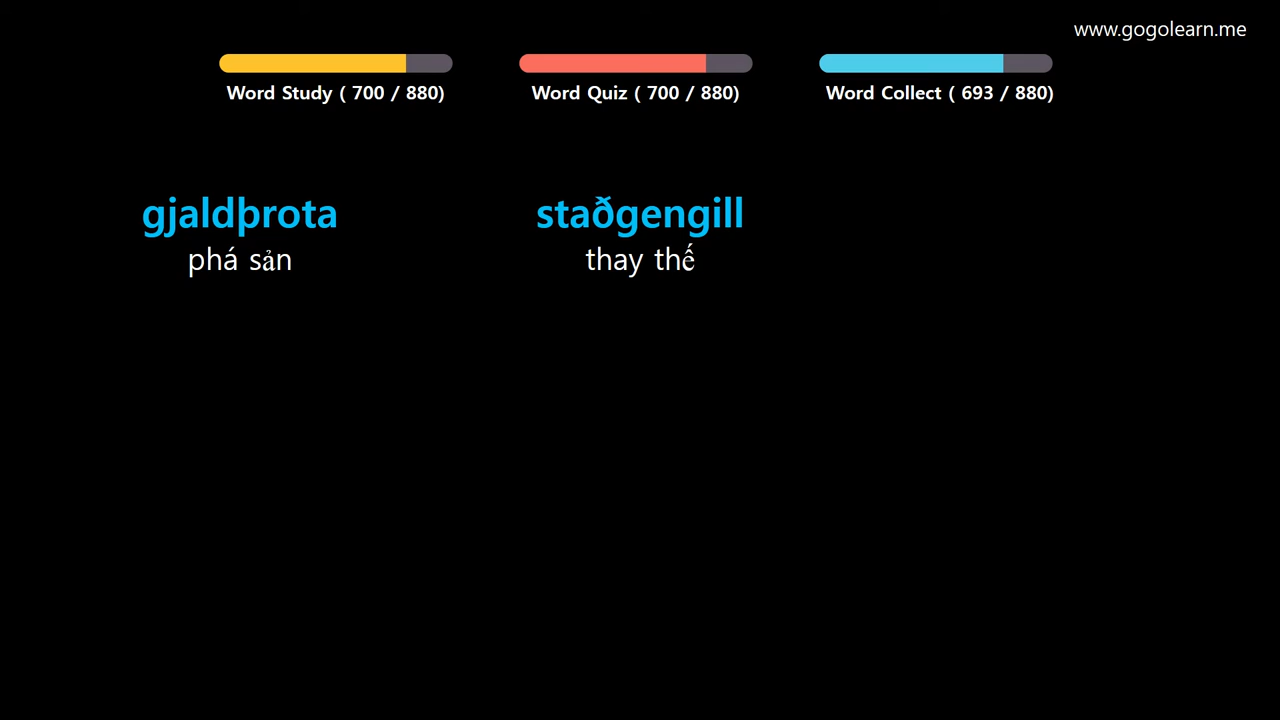 www.gogolearn.me
Word Study ( 700 / 880)
Word Quiz ( 700 / 880)
Word Collect ( 693 / 880)
gjaldþrota
phá sản
staðgengill
thay thế